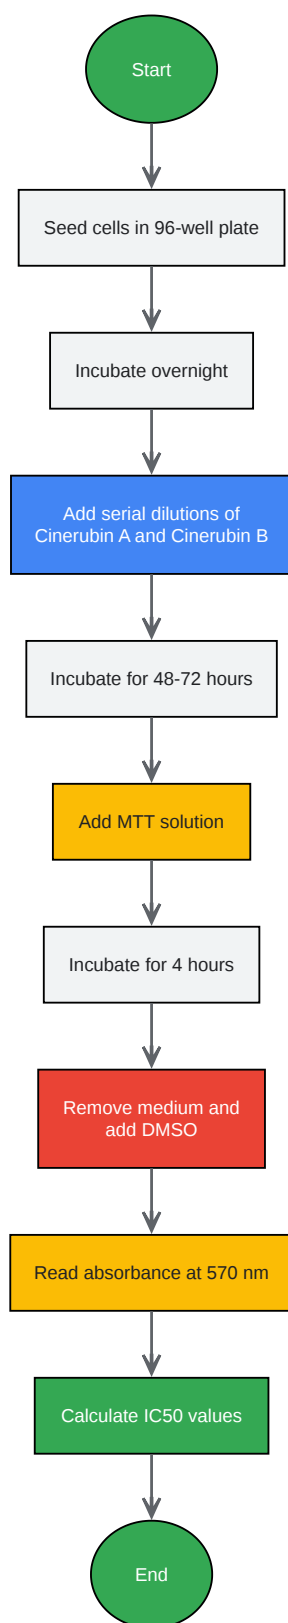 Start
Seed cells in 96-well plate
Incubate overnight
Add serial dilutions of
Cinerubin A and Cinerubin B
Incubate for 48-72 hours
Add MTT solution
Incubate for 4 hours
Remove medium and
add DMSO
Read absorbance at 570 nm
Calculate IC50 values
End